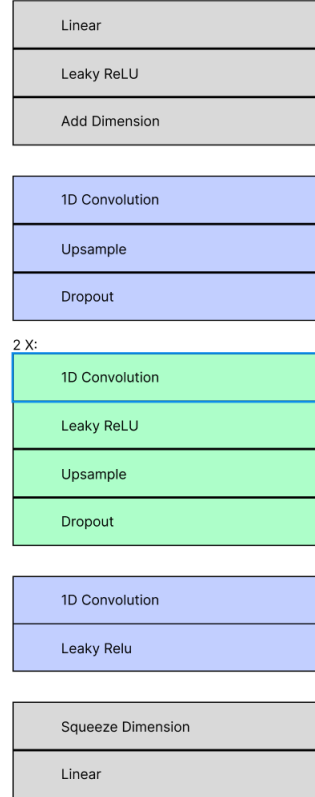 Linear
Leaky ReLU
Add Dimension
1D Convolution
Upsample
Dropout
2 X:
1D Convolution
Leaky ReLU
Upsample
Dropout
1D Convolution
Leaky Relu
Squeeze Dimension
Linear